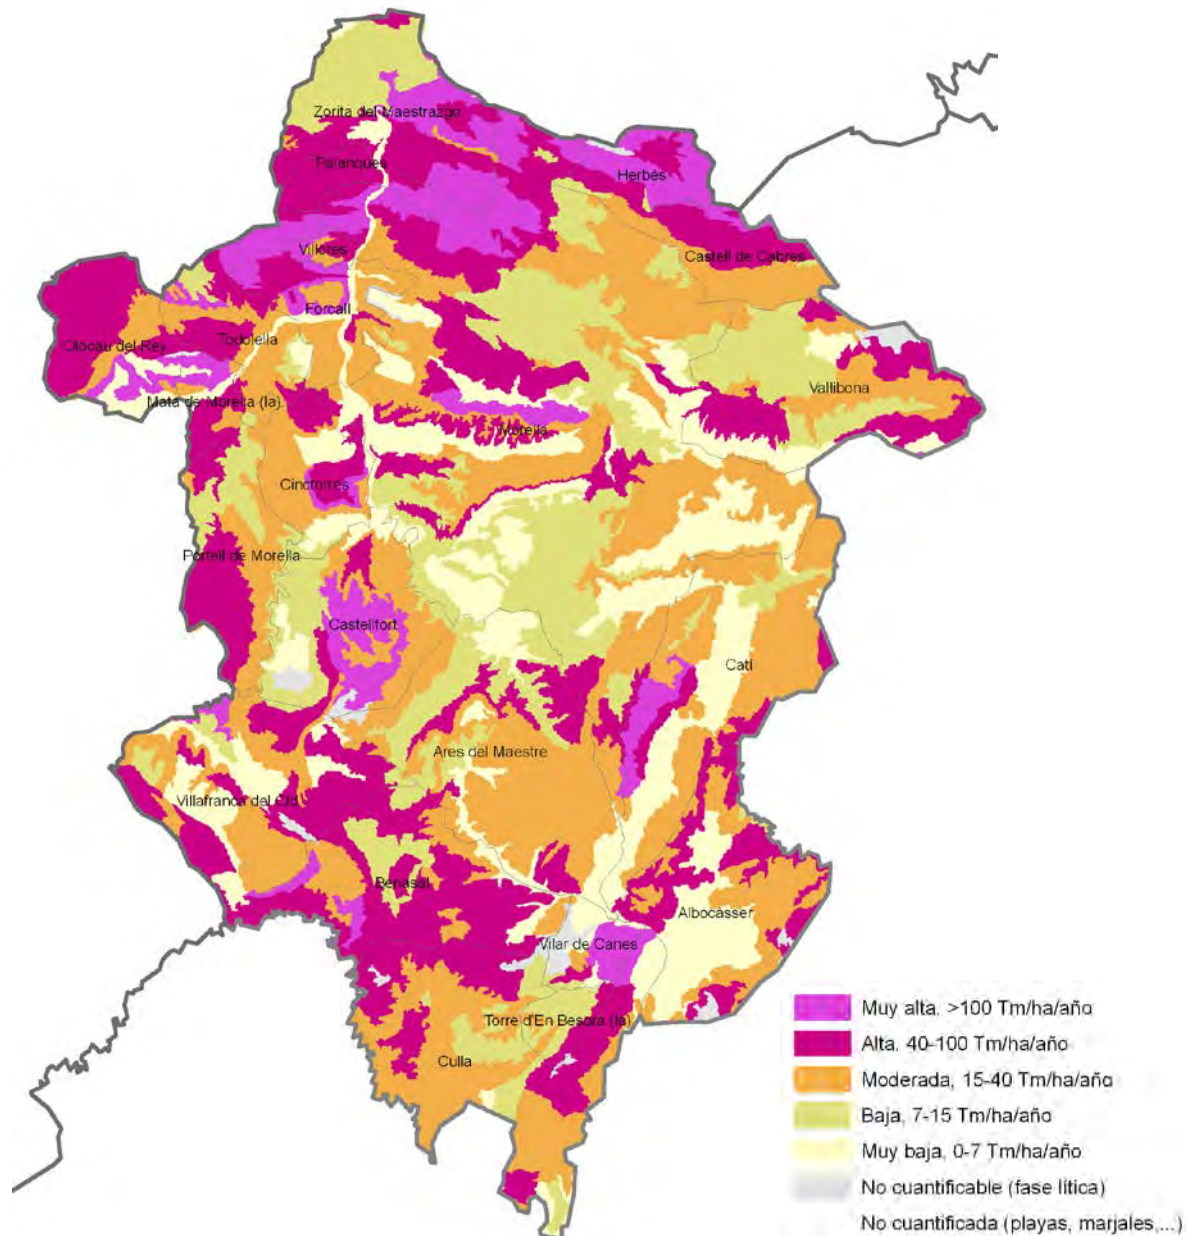 Zorita del Maestrazgo
Palanques
Herbés
Villores
Castell de Cabres
Forcall
Olocau del Rey
Todolella
Vallibona
Mata de Morella (la)
Morella
Cinctorres
Portell de Morella
Castellfort
Catí
Ares del Maestre
Villafranca del Cid
Benasal
Albocàsser
Vilar de Canes
Torre d'En Besora (la)
Culla
Muy alta, >100 Tm/ha/año
Alta, 40-100 Tm/ha/año
Moderada, 15-40 Tm/ha/año
Baja, 7-15 Tm/ha/año
Muy baja, 0-7 Tm/ha/año
No cuantificable (fase lítica)
No cuantificada (playas, marjales,...)